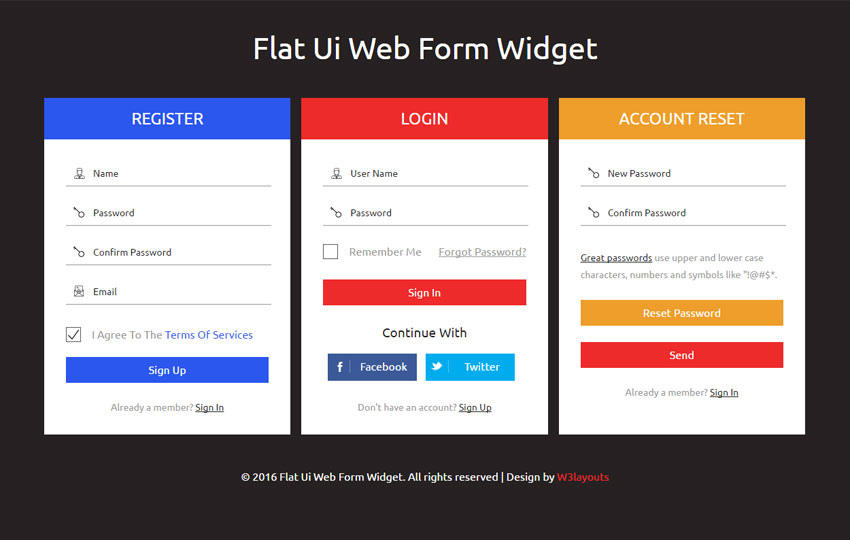 Flat Ui Web Form Widget
REGISTER
Name
Password
Confirm Password
Email
I Agree To The Terms Of Services
Sign Up
Already a member? Sign In
LOGIN
User Name
Password
Remember Me Forgot Password?
Sign In
Continue With
f Facebook
Twitter
Don't have an account? Sign Up
ACCOUNT RESET
New Password
Confirm Password
Great passwords use upper and lower case
characters, numbers and symbols like "!@#$*.
Reset Password
Send
Already a member? Sign In
© 2016 Flat Ui Web Form Widget. All rights reserved | Design by W3layouts